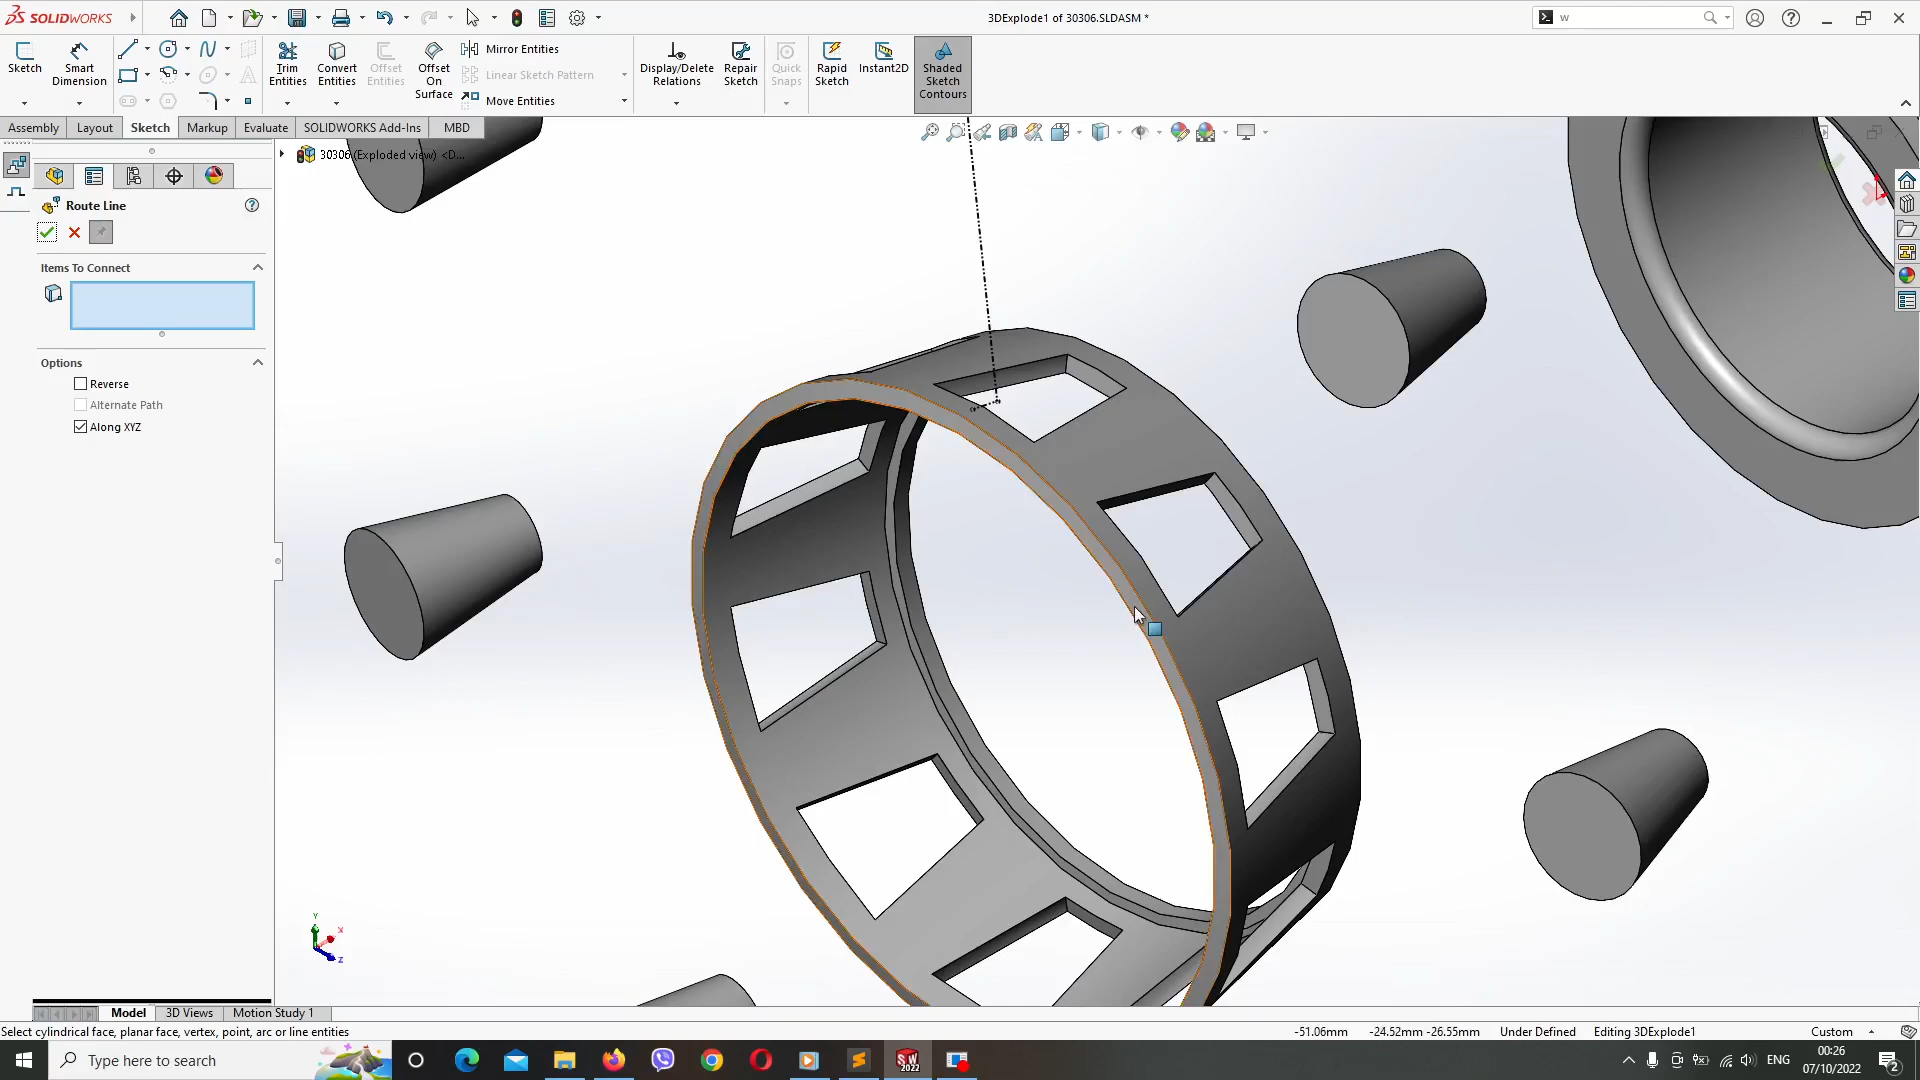 SOLIDWORKS
3DExplode1 of 30306.SLDASM *
w
Sketch
Smart Dimension
Trim Entities
Convert Entities
Offset Entities
Offset On Surface
Mirror Entities
Linear Sketch Pattern
Move Entities
Display/Delete Relations
Repair Sketch
Quick Snaps
Rapid Sketch
Instant2D
Shaded Sketch Contours
Assembly
Layout
Sketch
Markup
Evaluate
SOLIDWORKS Add-Ins
MBD
30306 (Exploded view) <D...
Route Line
Items To Connect
Options
Reverse
Alternate Path
Along XYZ
Y
X
Z
Model
3D Views
Motion Study 1
Select cylindrical face, planar face, vertex, point, arc or line entities
-51.06mm
-24.52mm -26.55mm
Under Defined
Editing 3DExplode1
Custom
Type here to search
SW
2022
ENG
00:26
07/10/2022
2